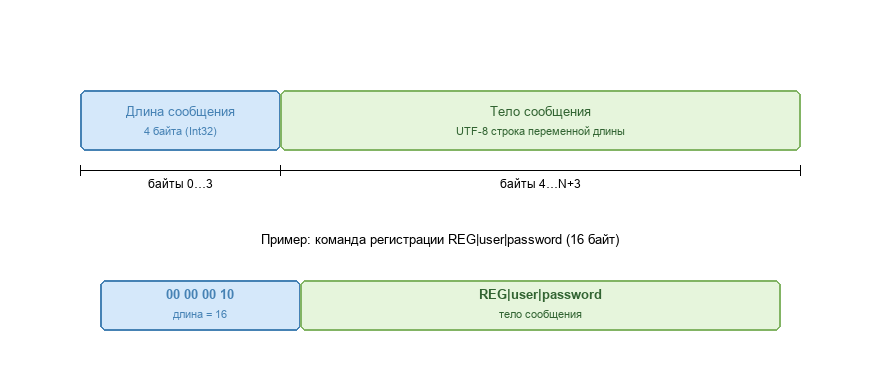 Длина сообщения
4 байта (Int32)
Тело сообщения
UTF-8 строка переменной длины
байты 0…3
байты 4…N+3
Пример: команда регистрации REG|user|password (16 байт)
00 00 00 10
длина = 16
REG|user|password
тело сообщения